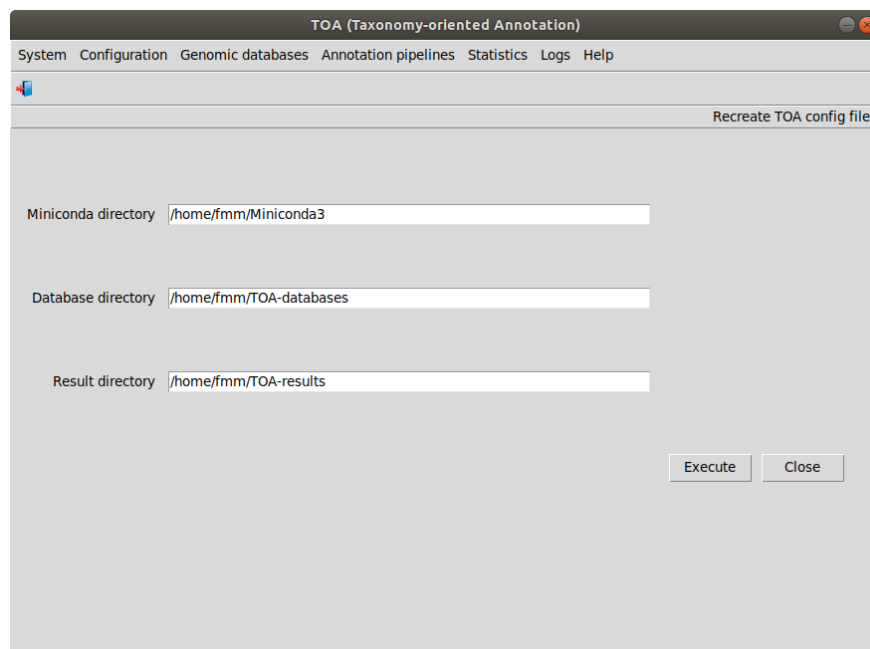 TOA (Taxonomy-oriented Annotation)
System Configuration Genomic databases Annotation pipelines Statistics Logs Help
Recreate TOA config file
Miniconda directory /home/fmm/Miniconda3
Database directory /home/fmm/TOA-databases
Result directory /home/fmm/TOA-results
Execute Close